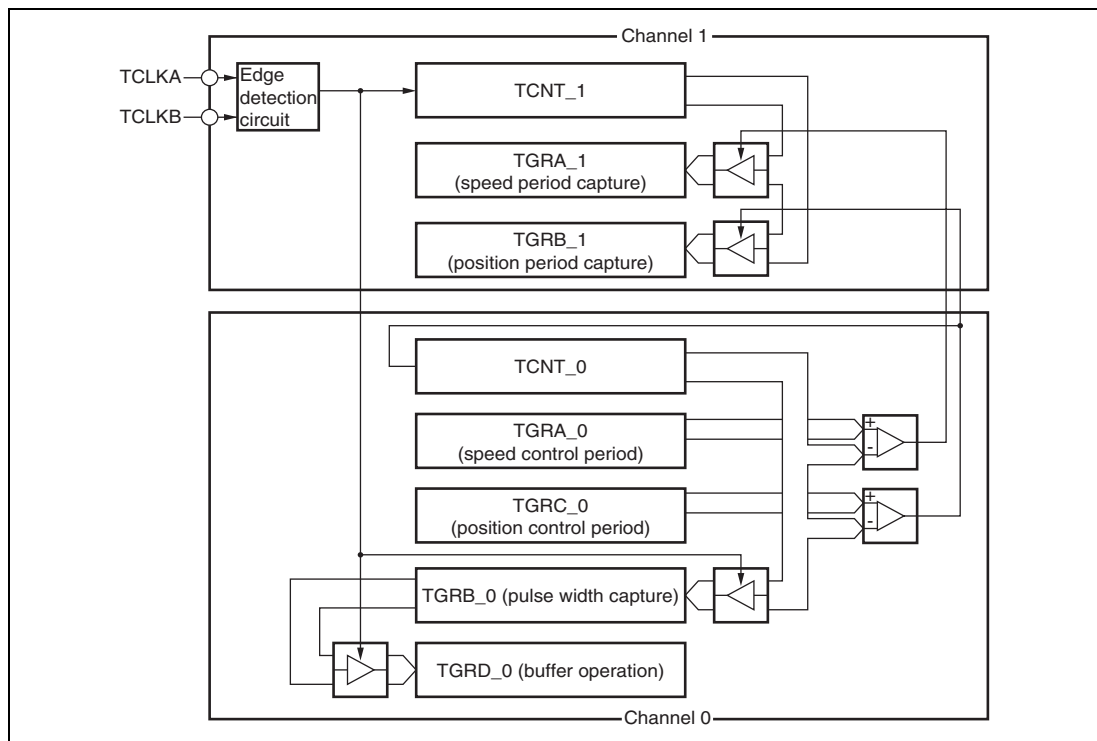 Channel 1
TCLKA
TCLKB
Edge
detection
circuit
TCNT_1
TGRA_1
(speed period capture)
TGRB_1
(position period capture)
TCNT_0
TGRA_0
(speed control period)
+
-
TGRC_0
(position control period)
+
-
TGRB_0 (pulse width capture)
TGRD_0 (buffer operation)
Channel 0